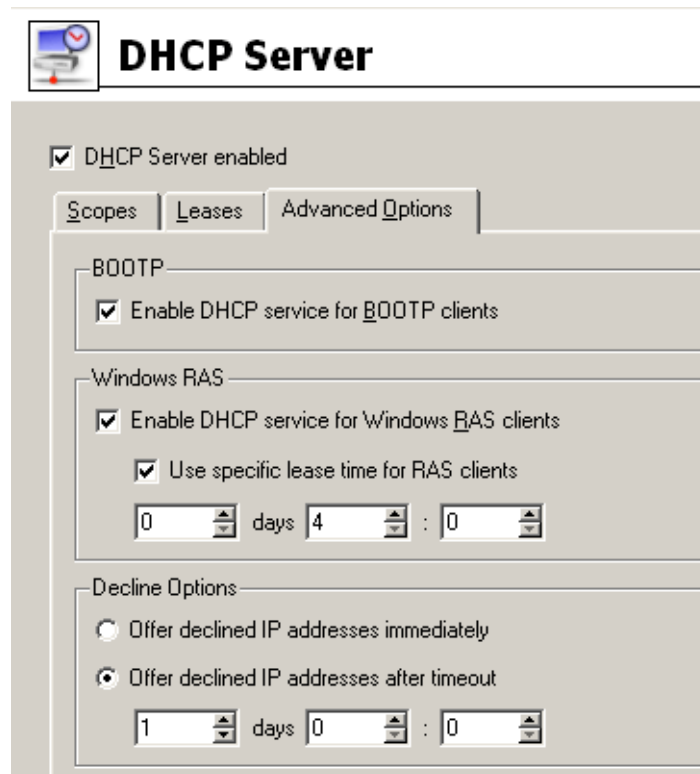 DHCP Server
DHCP Server enabled
Scopes Leases Advanced Options
BOOTP
Enable DHCP service for BOOTP clients
Windows RAS
Enable DHCP service for Windows RAS clients
Use specific lease time for RAS clients
0 days 4 : 0
Decline Options
Offer declined IP addresses immediately
Offer declined IP addresses after timeout
1 days 0 : 0